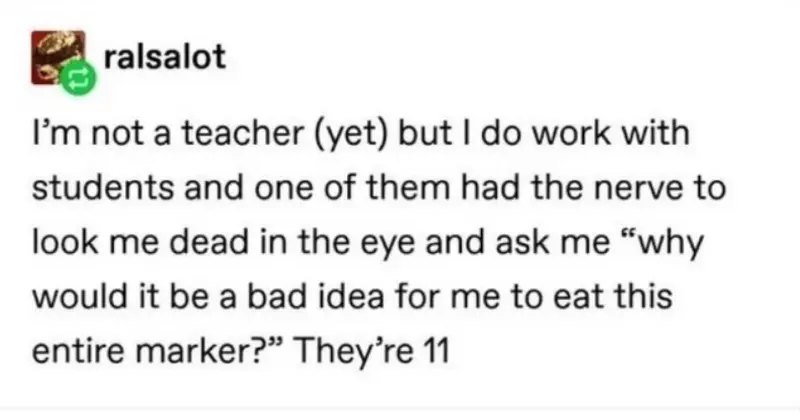 ralsalot
I'm not a teacher (yet) but I do work with
students and one of them had the nerve to
look me dead in the eye and ask me “why
would it be a bad idea for me to eat this
entire marker?” They're 11